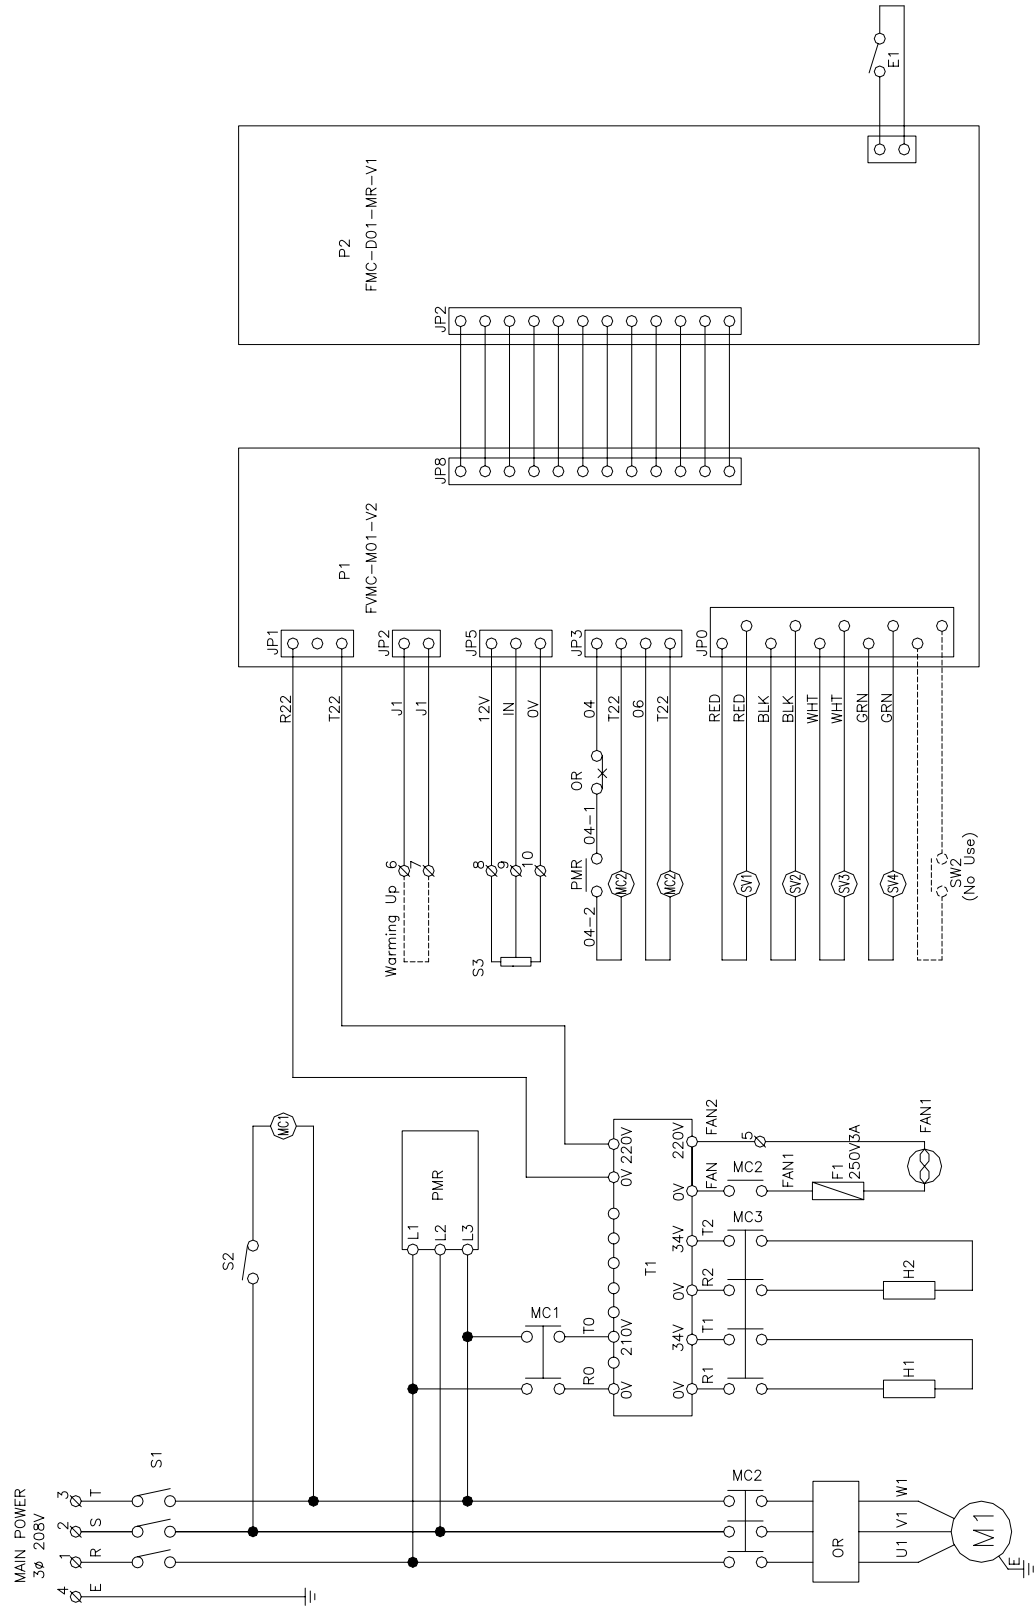 MAIN POWER
3ø 208V
4
1
2
3
E
R
S
T
S1
S2
MC1
PMR
L1
L2
L3
MC1
R0
T0
0V
210V
0V
220V
T1
0V
34V
0V
34V
0V
220V
R1
T1
R2
T2
FAN
FAN2
MC3
MC2
5
FAN1
F1
250V3A
FAN1
H1
H2
MC2
OR
U1
V1
W1
M1
E
R22
T22
JP1
P1
FVMC-M01-V2
Warming Up
6
7
J1
J1
JP2
S3
8
9
10
12V
IN
0V
JP5
04-2
PMR
04-1
OR
04
T22
06
T22
JP3
MC2
MC2
RED
RED
BLK
BLK
WHT
WHT
GRN
GRN
JP0
SV1
SV2
SV3
SV4
SW2
(No Use)
JP8
JP2
P2
FMC-D01-MR-V1
E1